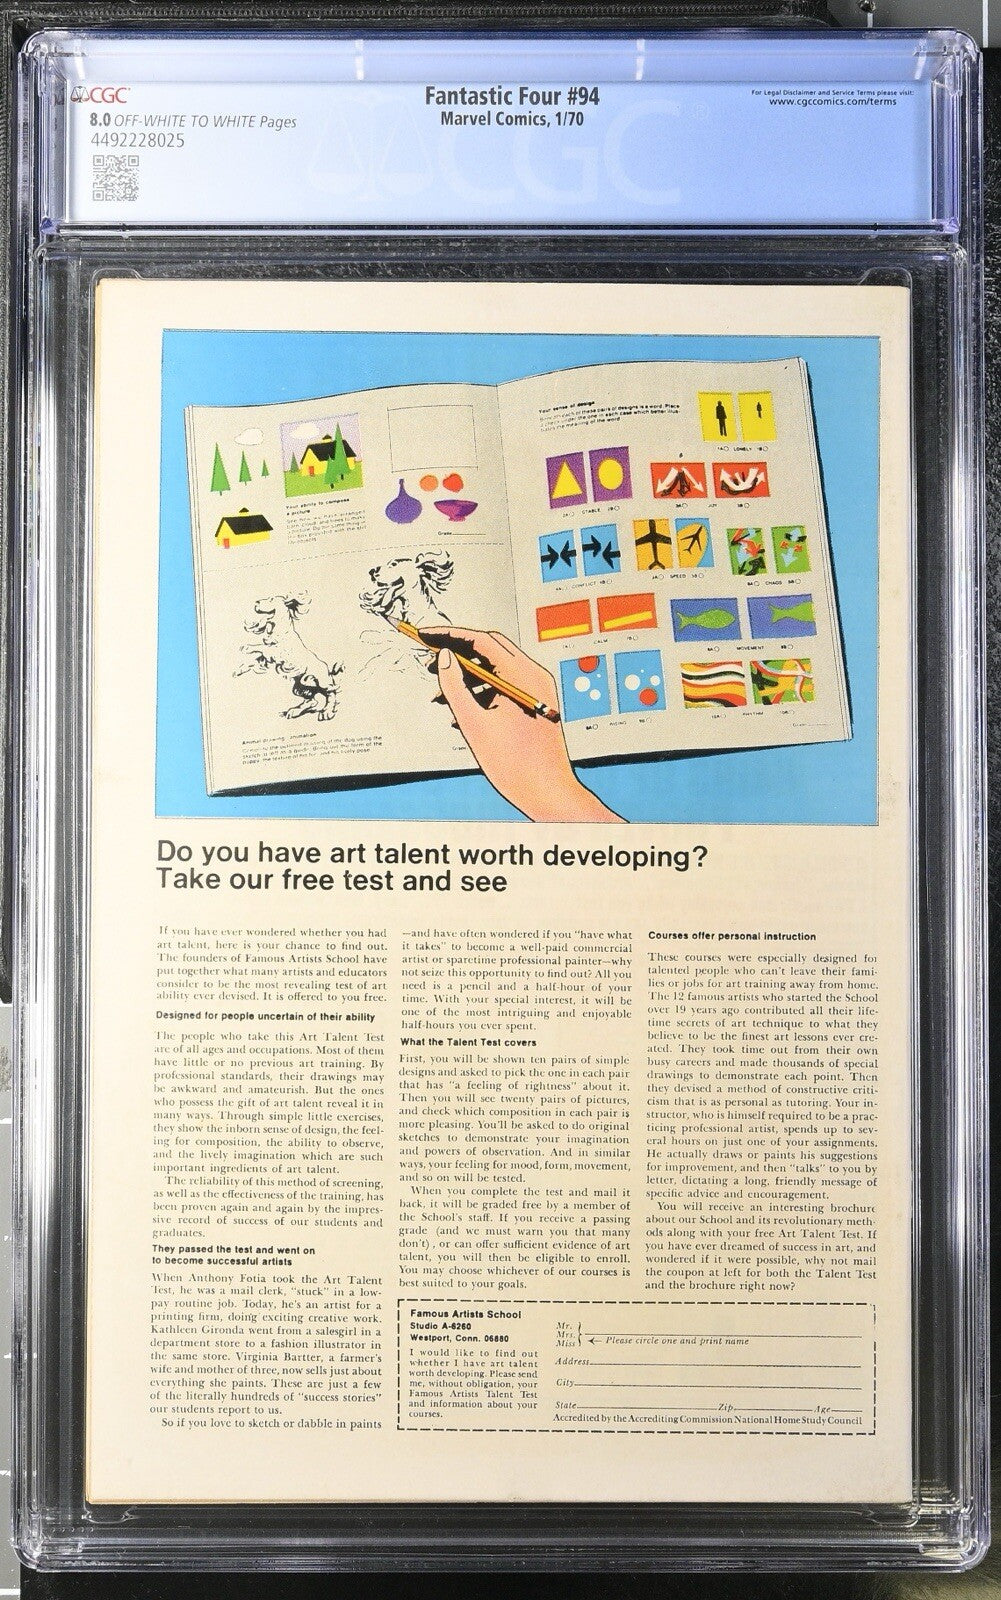 CGC
8.0 OFF-WHITE TO WHITE Pages
4492228025
Fantastic Four #94
Marvel Comics, 1/70
For Legal Disclaimer and Service Terms please visit:
www.cgccomics.com/terms
CGC
Your ability to compose
a picture
Grade
Animal drawing, animation
Grade
Your sense of design
1A LONELY 1B
2A STABLE 2B
JOY
CONFLICT
SPEED
CHAOS
CALM
MOVEMENT
RISING
RHYTHM
Do you have art talent worth developing?
Take our free test and see
If you have ever wondered whether you had
art talent, here is your chance to find out.
The founders of Famous Artists School have
put together what many artists and educators
consider to be the most revealing test of art
ability ever devised. It is offered to you free.
Designed for people uncertain of their ability
The people who take this Art Talent Test
are of all ages and occupations. Most of them
have little or no previous art training. By
professional standards, their drawings may
be awkward and amateurish. But the ones
who possess the gift of art talent reveal it in
many ways. Through simple little exercises,
they show the inborn sense of design, the feel-
ing for composition, the ability to observe,
and the lively imagination which are such
important ingredients of art talent.
The reliability of this method of screening,
as well as the effectiveness of the training, has
been proven again and again by the impres-
sive record of success of our students and
graduates.
They passed the test and went on
to become successful artists
When Anthony Fotia took the Art Talent
Test, he was a mail clerk, "stuck" in a low-
pay routine job. Today, he's an artist for a
printing firm, doing exciting creative work.
Kathleen Gironda went from a salesgirl in a
department store to a fashion illustrator in
the same store. Virginia Bartter, a farmer's
wife and mother of three, now sells just about
everything she paints. These are just a few
of the literally hundreds of "success stories"
our students report to us.
So if you love to sketch or dabble in paints
—and have often wondered if you "have what
it takes" to become a well-paid commercial
artist or sparetime professional painter—why
not seize this opportunity to find out? All you
need is a pencil and a half-hour of your
time. With your special interest, it will be
one of the most intriguing and enjoyable
half-hours you ever spent.
What the Talent Test covers
First, you will be shown ten pairs of simple
designs and asked to pick the one in each pair
that has "a feeling of rightness" about it.
Then you will see twenty pairs of pictures,
and check which composition in each pair is
more pleasing. You'll be asked to do original
sketches to demonstrate your imagination
and powers of observation. And in similar
ways, your feeling for mood, form, movement,
and so on will be tested.
When you complete the test and mail it
back, it will be graded free by a member of
the School's staff. If you receive a passing
grade (and we must warn you that many
don't), or can offer sufficient evidence of art
talent, you will then be eligible to enroll.
You may choose whichever of our courses is
best suited to your goals.
Courses offer personal instruction
These courses were especially designed for
talented people who can't leave their fami-
lies or jobs for art training away from home.
The 12 famous artists who started the School
over 19 years ago contributed all their life-
time secrets of art technique to what they
believe to be the finest art lessons ever cre-
ated. They took time out from their own
busy careers and made thousands of special
drawings to demonstrate each point. Then
they devised a method of constructive criti-
cism that is as personal as tutoring. Your in-
structor, who is himself required to be a prac-
ticing professional artist, spends up to sev-
eral hours on just one of your assignments.
He actually draws or paints his suggestions
for improvement, and then "talks" to you by
letter, dictating a long, friendly message of
specific advice and encouragement.
You will receive an interesting brochure
about our School and its revolutionary meth-
ods along with your free Art Talent Test. If
you have ever dreamed of success in art, and
wondered if it were possible, why not mail
the coupon at left for both the Talent Test
and the brochure right now?
Famous Artists School
Studio A-6260
Westport, Conn. 06880
I would like to find out
whether I have art talent
worth developing. Please send
me, without obligation, your
Famous Artists Talent Test
and information about your
courses.
Mr.
Mrs.
Miss
Please circle one and print name
Address
City
State Zip Age
Accredited by the Accrediting Commission National Home Study Council